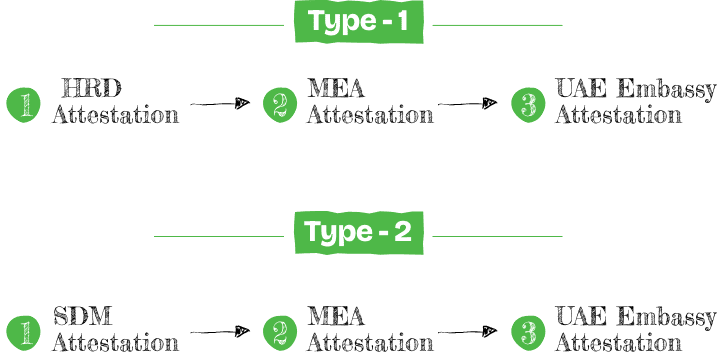 Type - 1
1 HRD Attestation
2 MEA Attestation
3 UAE Embassy Attestation
Type - 2
1 SDM Attestation
2 MEA Attestation
3 UAE Embassy Attestation